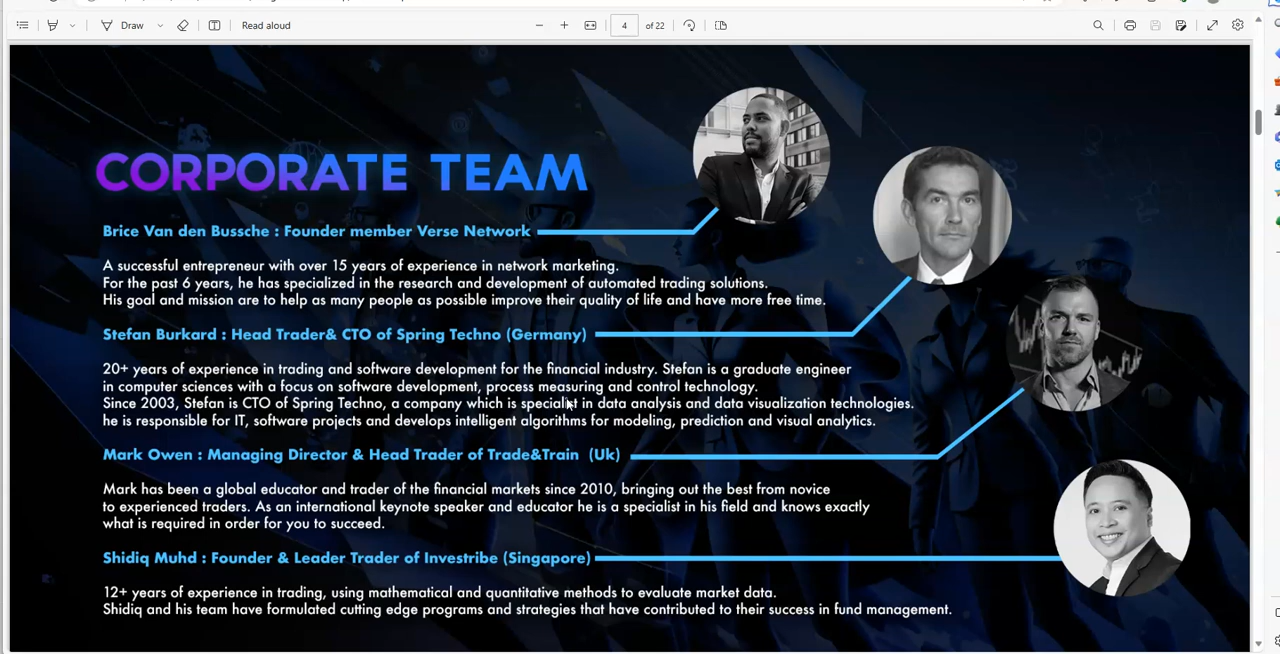 Draw
Read aloud
4 of 22
CORPORATE TEAM
Brice Van den Bussche : Founder member Verse Network
A successful entrepreneur with over 15 years of experience in network marketing.
For the past 6 years, he has specialized in the research and development of automated trading solutions.
His goal and mission are to help as many people as possible improve their quality of life and have more free time.
Stefan Burkard : Head Trader& CTO of Spring Techno (Germany)
20+ years of experience in trading and software development for the financial industry. Stefan is a graduate engineer
in computer sciences with a focus on software development, process measuring and control technology.
Since 2003, Stefan is CTO of Spring Techno, a company which is specialist in data analysis and data visualization technologies.
he is responsible for IT, software projects and develops intelligent algorithms for modeling, prediction and visual analytics.
Mark Owen : Managing Director & Head Trader of Trade&Train (Uk)
Mark has been a global educator and trader of the financial markets since 2010, bringing out the best from novice
to experienced traders. As an international keynote speaker and educator he is a specialist in his field and knows exactly
what is required in order for you to succeed.
Shidiq Muhd : Founder & Leader Trader of Investribe (Singapore)
12+ years of experience in trading, using mathematical and quantitative methods to evaluate market data.
Shidiq and his team have formulated cutting edge programs and strategies that have contributed to their success in fund management.